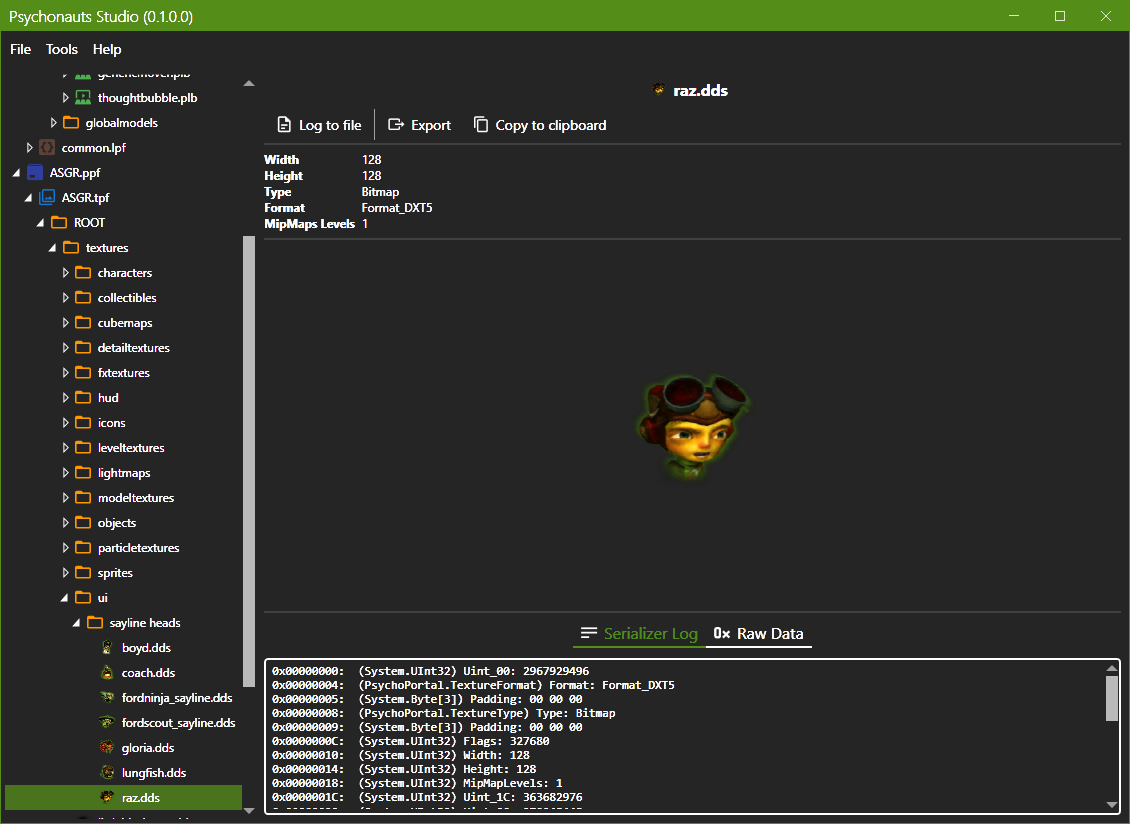 Psychonauts Studio (0.1.0.0)
File Tools Help
genericmover.plb
thoughtbubble.plb
globalmodels
common.lpf
ASGR.ppf
ASGR.tpf
ROOT
textures
characters
collectibles
cubemaps
detailtextures
fxtextures
hud
icons
leveltextures
lightmaps
modeltextures
objects
particletextures
sprites
ui
sayline heads
boyd.dds
coach.dds
fordninja_sayline.dds
fordscout_sayline.dds
gloria.dds
lungfish.dds
raz.dds
raz.dds
Log to file Export Copy to clipboard
Width 128
Height 128
Type Bitmap
Format Format_DXT5
MipMaps Levels 1
Serializer Log 0x Raw Data
0x00000000: (System.UInt32) Uint_00: 2967929496
0x00000004: (PsychoPortal.TextureFormat) Format: Format_DXT5
0x00000005: (System.Byte[3]) Padding: 00 00 00
0x00000008: (PsychoPortal.TextureType) Type: Bitmap
0x00000009: (System.Byte[3]) Padding: 00 00 00
0x0000000C: (System.UInt32) Flags: 327680
0x00000010: (System.UInt32) Width: 128
0x00000014: (System.UInt32) Height: 128
0x00000018: (System.UInt32) MipMapLevels: 1
0x0000001C: (System.UInt32) Uint_1C: 363682976